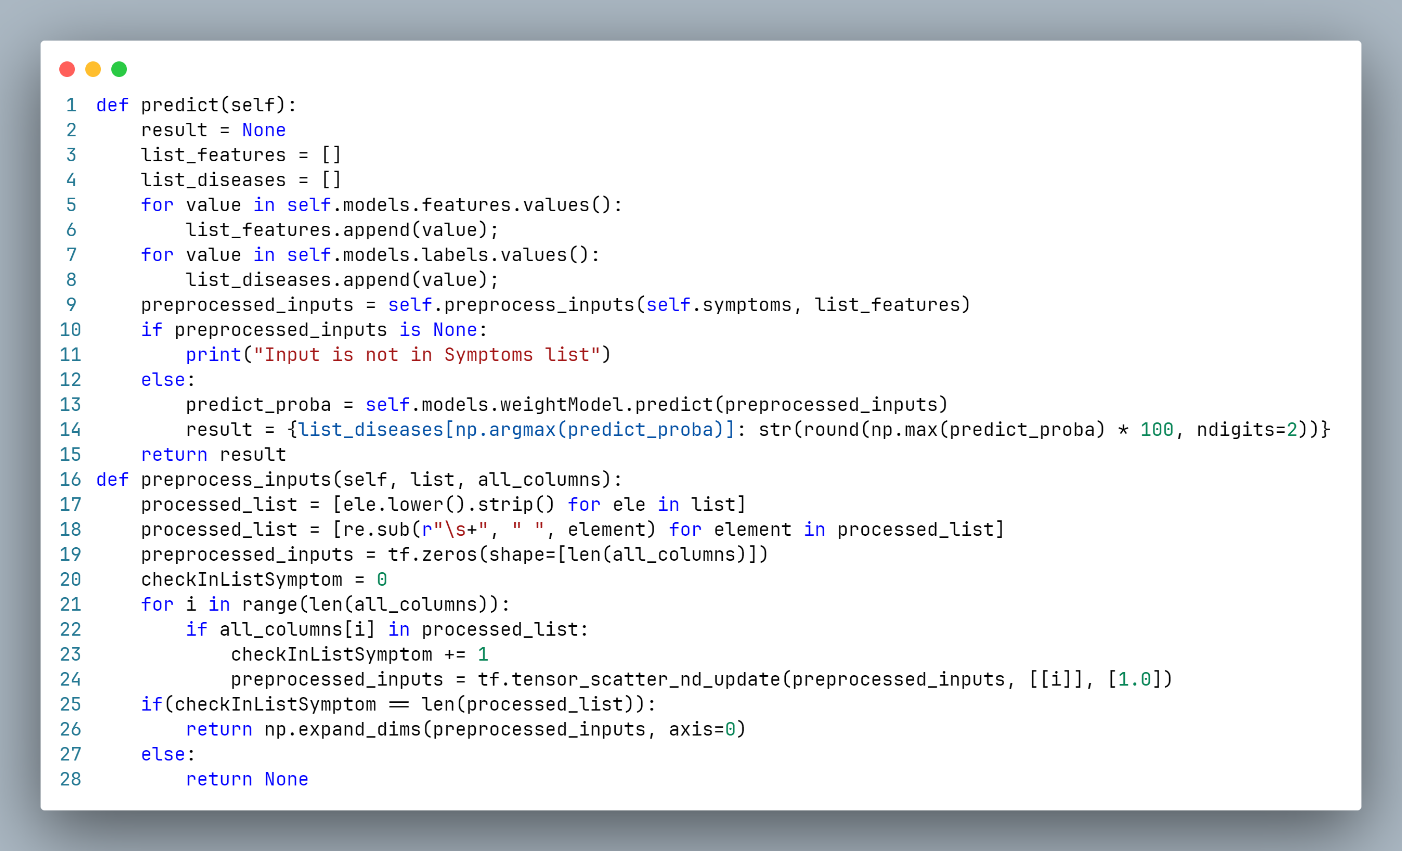 1 def predict(self):
2     result = None
3     list_features = []
4     list_diseases = []
5     for value in self.models.features.values():
6         list_features.append(value);
7     for value in self.models.labels.values():
8         list_diseases.append(value);
9     preprocessed_inputs = self.preprocess_inputs(self.symptoms, list_features)
10     if preprocessed_inputs is None:
11         print("Input is not in Symptoms list")
12     else:
13         predict_proba = self.models.weightModel.predict(preprocessed_inputs)
14         result = {list_diseases[np.argmax(predict_proba)]: str(round(np.max(predict_proba) * 100, ndigits=2))}
15     return result
16 def preprocess_inputs(self, list, all_columns):
17     processed_list = [ele.lower().strip() for ele in list]
18     processed_list = [re.sub(r"\s+", " ", element) for element in processed_list]
19     preprocessed_inputs = tf.zeros(shape=[len(all_columns)])
20     checkInListSymptom = 0
21     for i in range(len(all_columns)):
22         if all_columns[i] in processed_list:
23             checkInListSymptom += 1
24             preprocessed_inputs = tf.tensor_scatter_nd_update(preprocessed_inputs, [[i]], [1.0])
25     if(checkInListSymptom == len(processed_list)):
26         return np.expand_dims(preprocessed_inputs, axis=0)
27     else:
28         return None